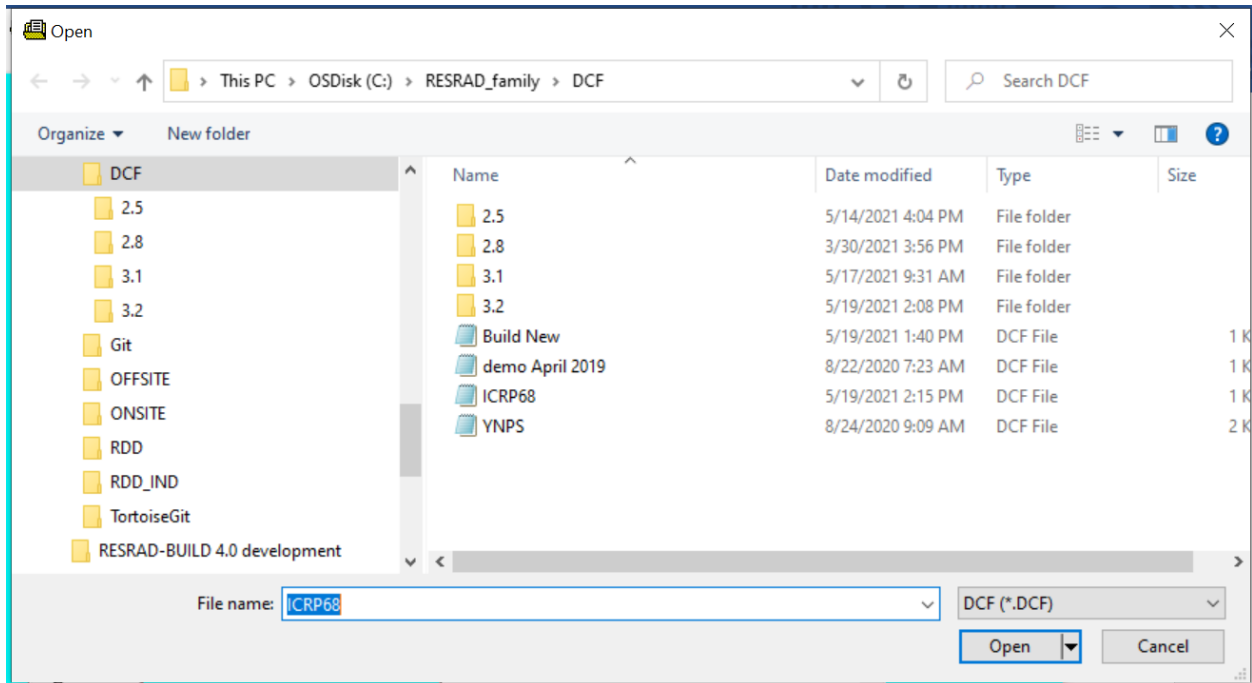 Open
This PC > OSDisk (C:) > RESRAD_family > DCF
Search DCF
Organize
New folder
DCF
2.5
2.8
3.1
3.2
Git
OFFSITE
ONSITE
RDD
RDD_IND
TortoiseGit
RESRAD-BUILD 4.0 development
Name Date modified Type Size
2.5 5/14/2021 4:04 PM File folder
2.8 3/30/2021 3:56 PM File folder
3.1 5/17/2021 9:31 AM File folder
3.2 5/19/2021 2:08 PM File folder
Build New 5/19/2021 1:40 PM DCF File 1 K
demo April 2019 8/22/2020 7:23 AM DCF File 1 K
ICRP68 5/19/2021 2:15 PM DCF File 1 K
YNPS 8/24/2020 9:09 AM DCF File 2 K
File name: ICRP68
DCF (*.DCF)
Open Cancel